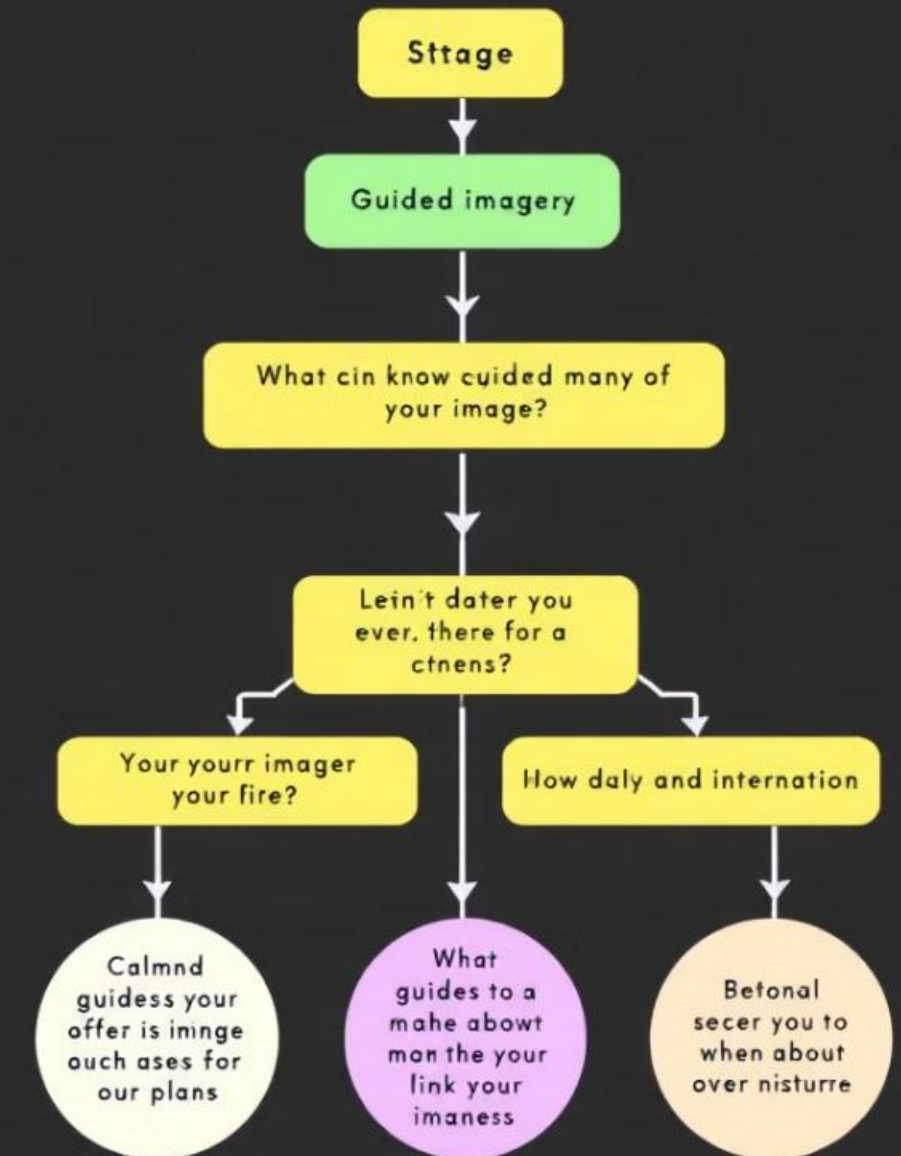 Sttage
Guided imagery
What cin know cuided many of
your image?
Lein't dater you
ever, there for a
ctnens?
Your yourr imager
your fire?
How daly and internation
Calmnd
guidess your
offer is iminge
ouch ases for
our plans
What
guides to a
mahe abowt
man the your
link your
imaness
Betonal
secer you to
when about
over nisturre